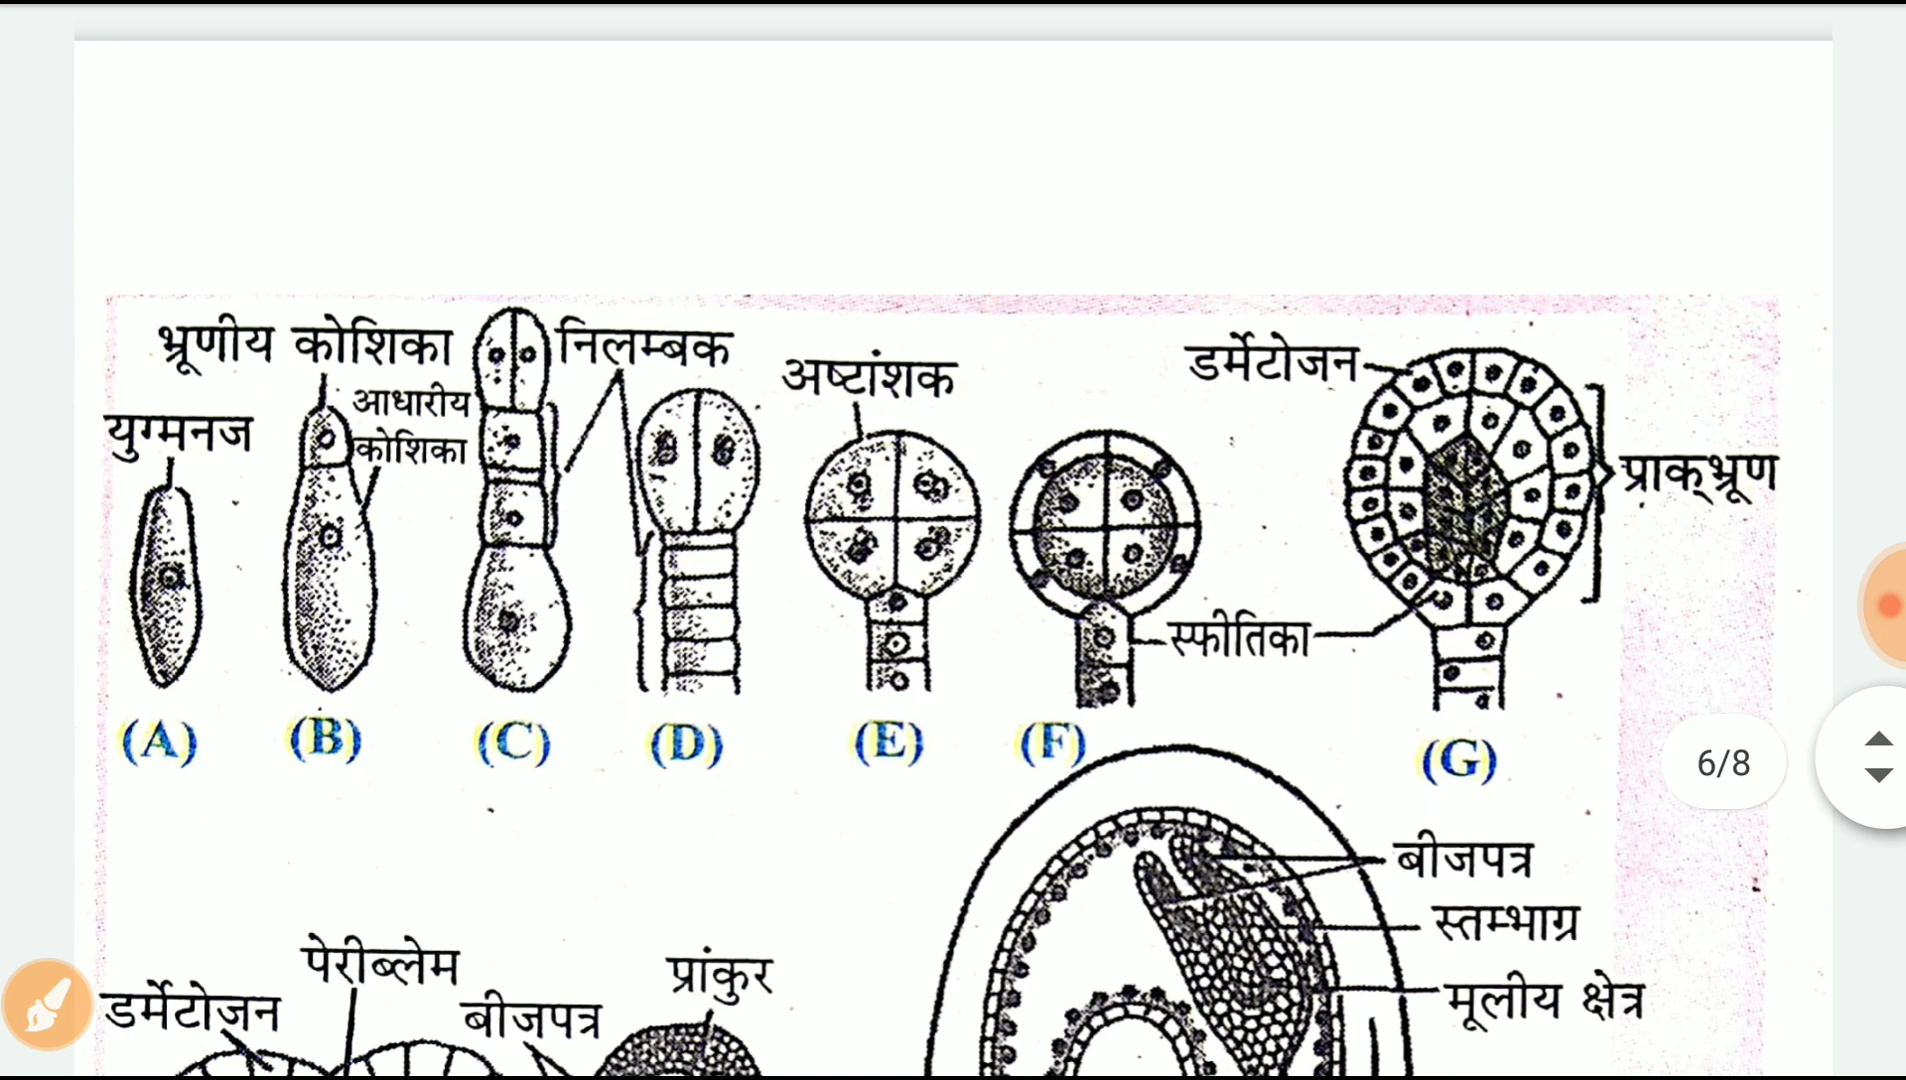 भ्रूणीय कोशिका
निलम्बक
अष्टांशक
डर्मेटोजन
युग्मनज
आधारीय
कोशिका
प्राक्भ्रूण
स्फीतिका
(A)
(B)
(C)
(D)
(E)
(F)
(G)
6/8
बीजपत्र
स्तम्भाग्र
मूलीय क्षेत्र
पेरीब्लेम
प्रांकुर
डर्मेटोजन
बीजपत्र